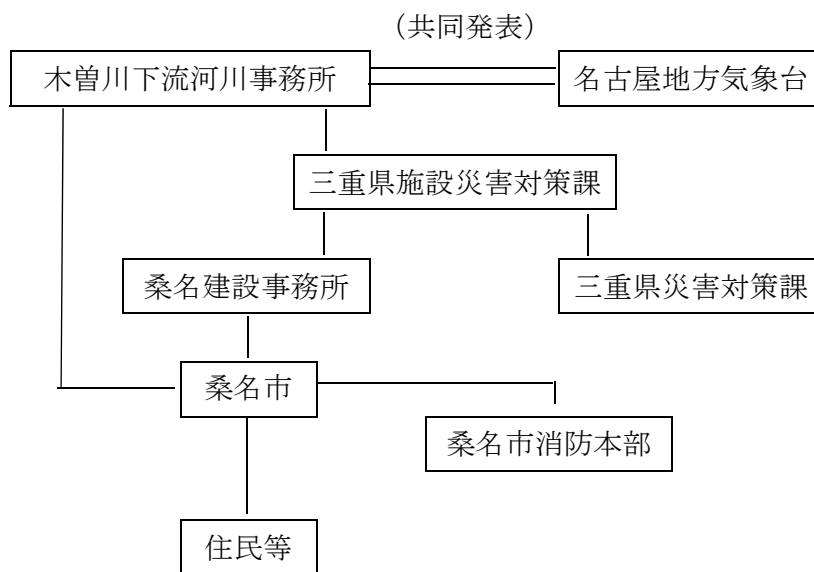 （共同発表）
木曽川下流河川事務所
名古屋地方気象台
三重県施設災害対策課
桑名建設事務所
三重県災害対策課
桑名市
桑名市消防本部
住民等